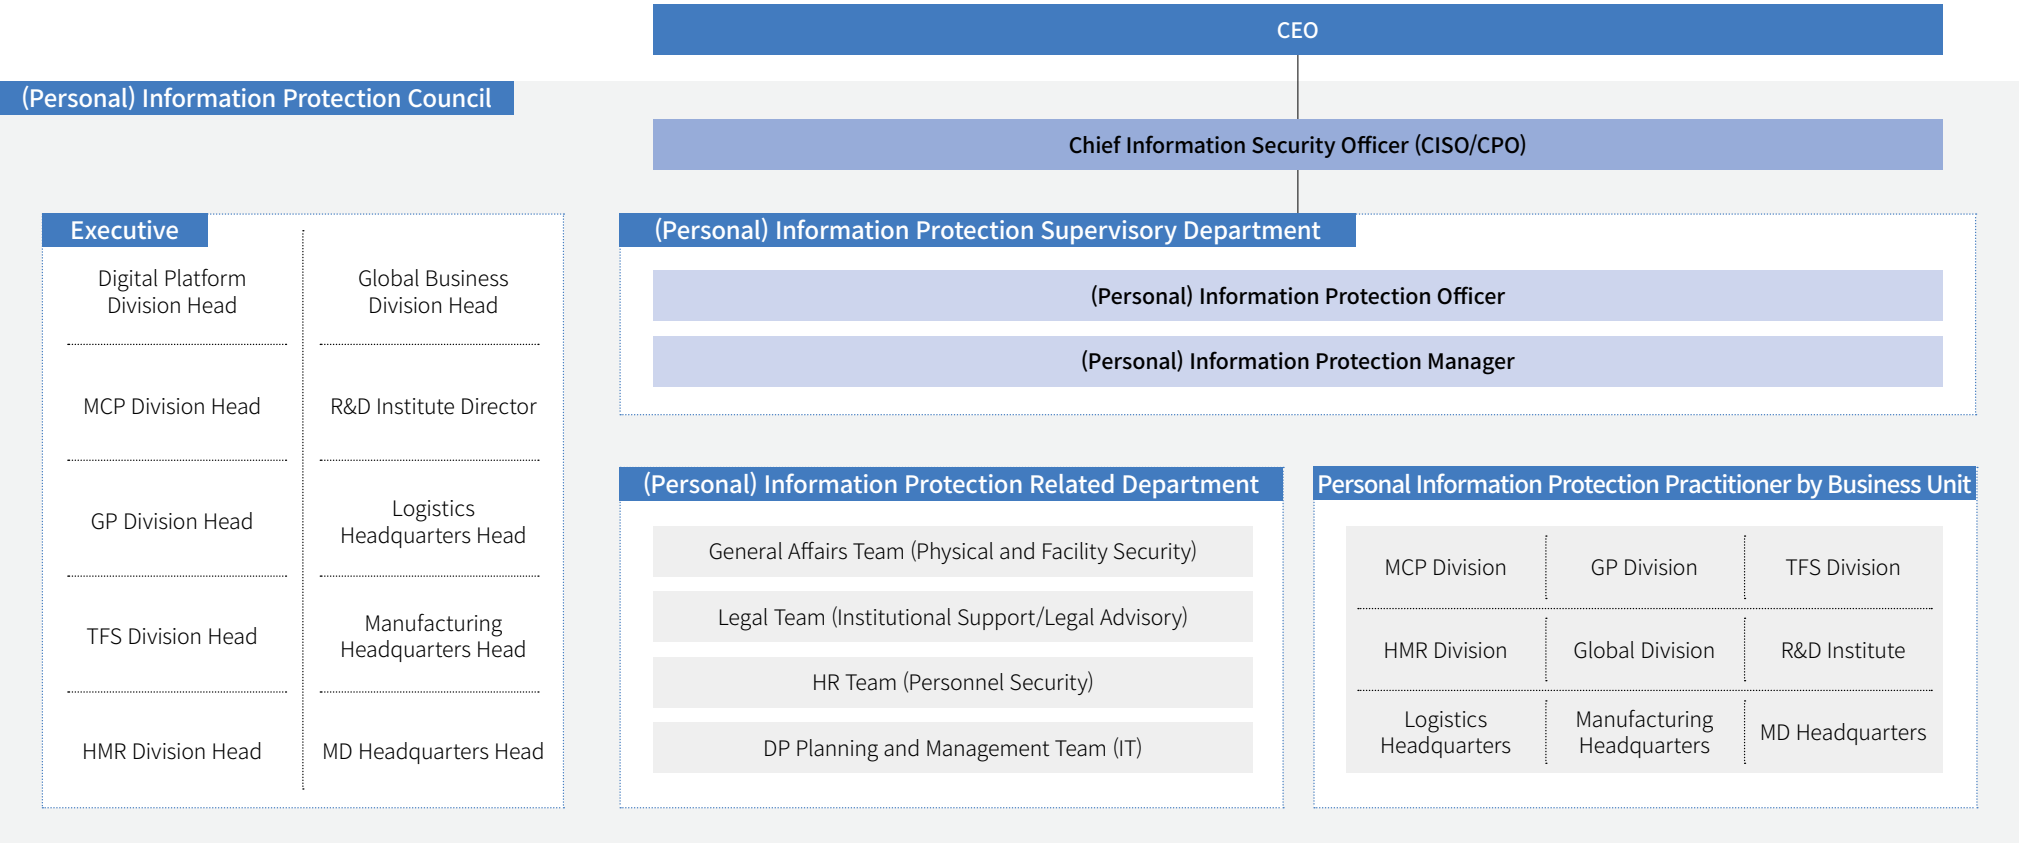 CEO
(Personal) Information Protection Council
Chief Information Security Officer (CISO/CPO)
Executive
Digital Platform
Division Head
Global Business
Division Head
MCP Division Head
R&D Institute Director
GP Division Head
Logistics
Headquarters Head
TFS Division Head
Manufacturing
Headquarters Head
HMR Division Head
MD Headquarters Head
(Personal) Information Protection Supervisory Department
(Personal) Information Protection Officer
(Personal) Information Protection Manager
(Personal) Information Protection Related Department
General Affairs Team (Physical and Facility Security)
Legal Team (Institutional Support/Legal Advisory)
HR Team (Personnel Security)
DP Planning and Management Team (IT)
Personal Information Protection Practitioner by Business Unit
MCP Division
GP Division
TFS Division
HMR Division
Global Division
R&D Institute
Logistics
Headquarters
Manufacturing
Headquarters
MD Headquarters